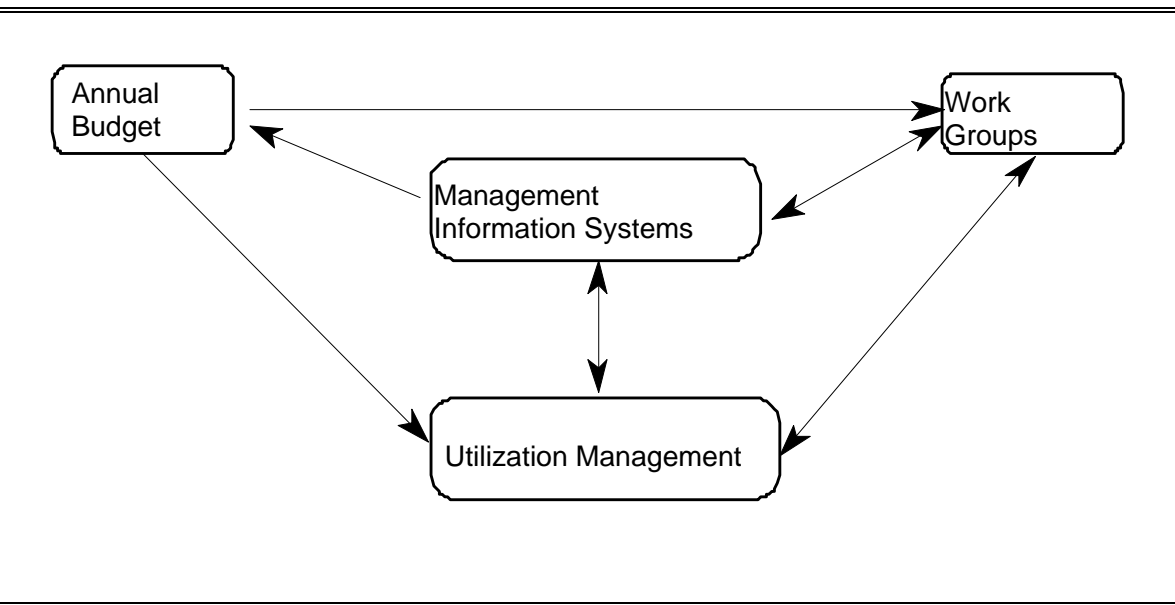 Annual
Budget
Work
Groups
Management
Information Systems
Utilization Management